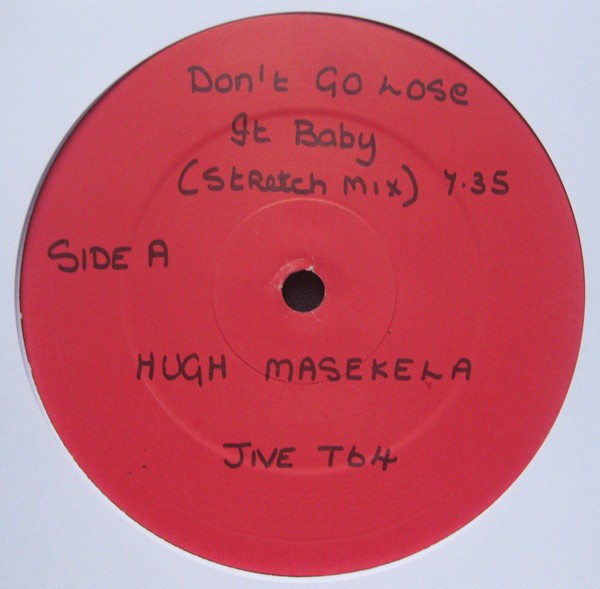 Don't Go Lose
It Baby
(Stretch Mix) 7.35
SIDE A
HUGH MASEKELA
JIVE T64